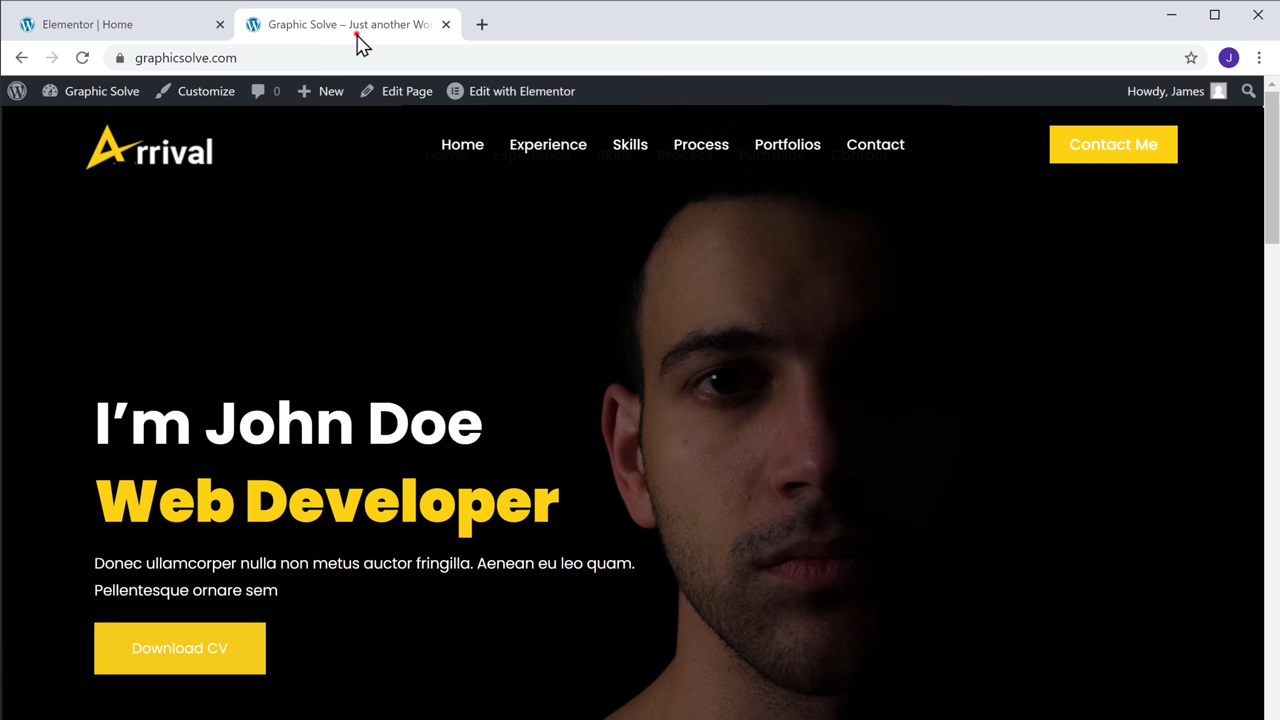 Elementor | Home
Graphic Solve – Just another Wor
graphicsolve.com
J
Graphic Solve
Customize
0
New
Edit Page
Edit with Elementor
Howdy, James
Arrival
Home
Experience
Skills
Process
Portfolios
Contact
Contact Me
I’m John Doe
Web Developer
Donec ullamcorper nulla non metus auctor fringilla. Aenean eu leo quam.
Pellentesque ornare sem
Download CV